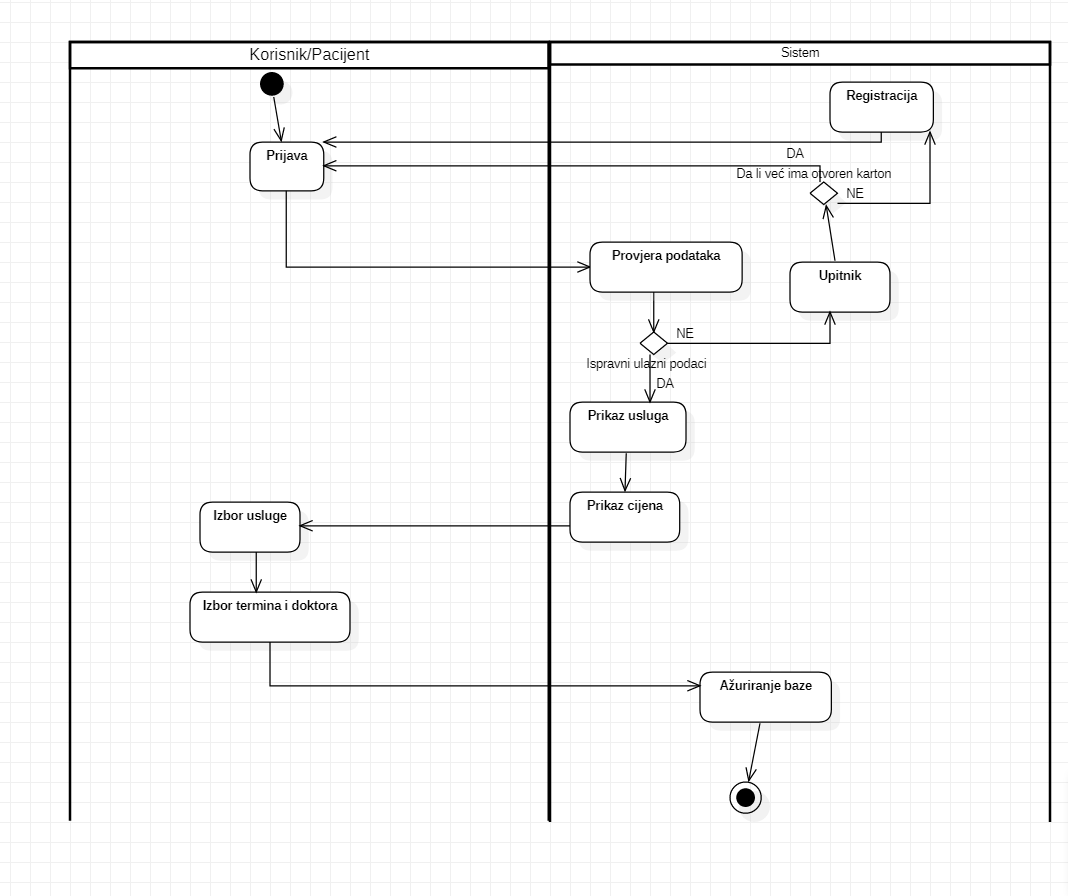 Korisnik/Pacijent
Sistem
Registracija
Prijava
DA
Da li već ima otvoren karton
NE
Provjera podataka
Upitnik
NE
Ispravni ulazni podaci
DA
Prikaz usluga
Prikaz cijena
Izbor usluge
Izbor termina i doktora
Ažuriranje baze